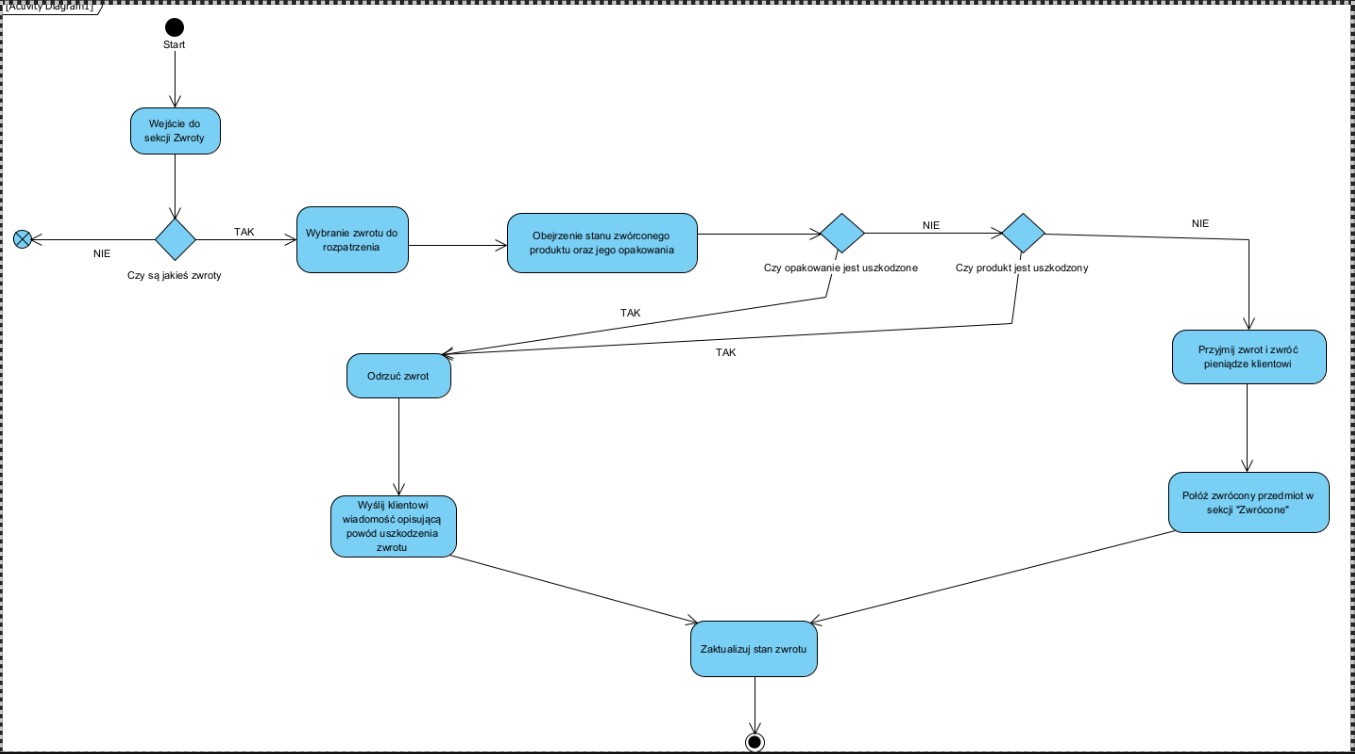 [Activity Diagram1]
Start
Wejście do
sekcji Zwroty
NIE
TAK
Czy są jakieś zwroty
Wybranie zwrotu do
rozpatrzenia
Obejrzenie stanu zwórconego
produktu oraz jego opakowania
NIE
Czy opakowanie jest uszkodzone
Czy produkt jest uszkodzony
NIE
TAK
TAK
Odrzuć zwrot
Przyjmij zwrot i zwróć
pieniądze klientowi
Wyślij klientowi
wiadomość opisującą
powód uszkodzenia
zwrotu
Połóż zwrócony przedmiot w
sekcji "Zwrócone"
Zaktualizuj stan zwrotu